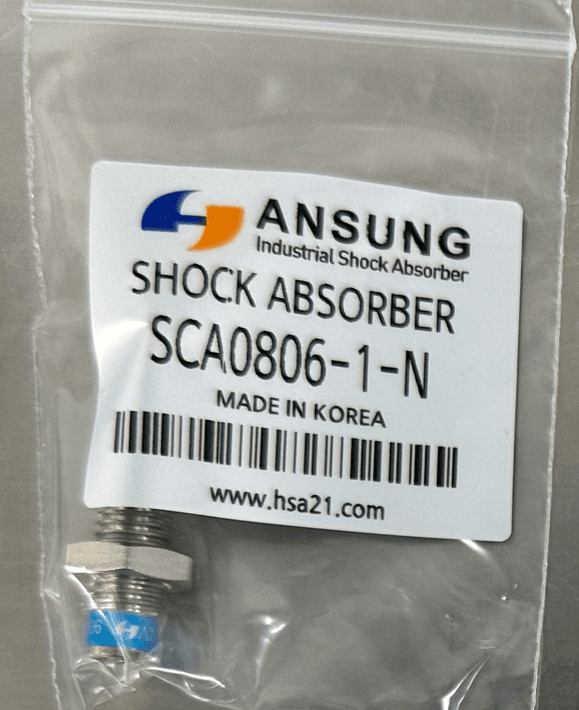 ANSUNG
Industrial Shock Absorber
SHOCK ABSORBER
SCA0806-1-N
MADE IN KOREA
www.hsa21.com